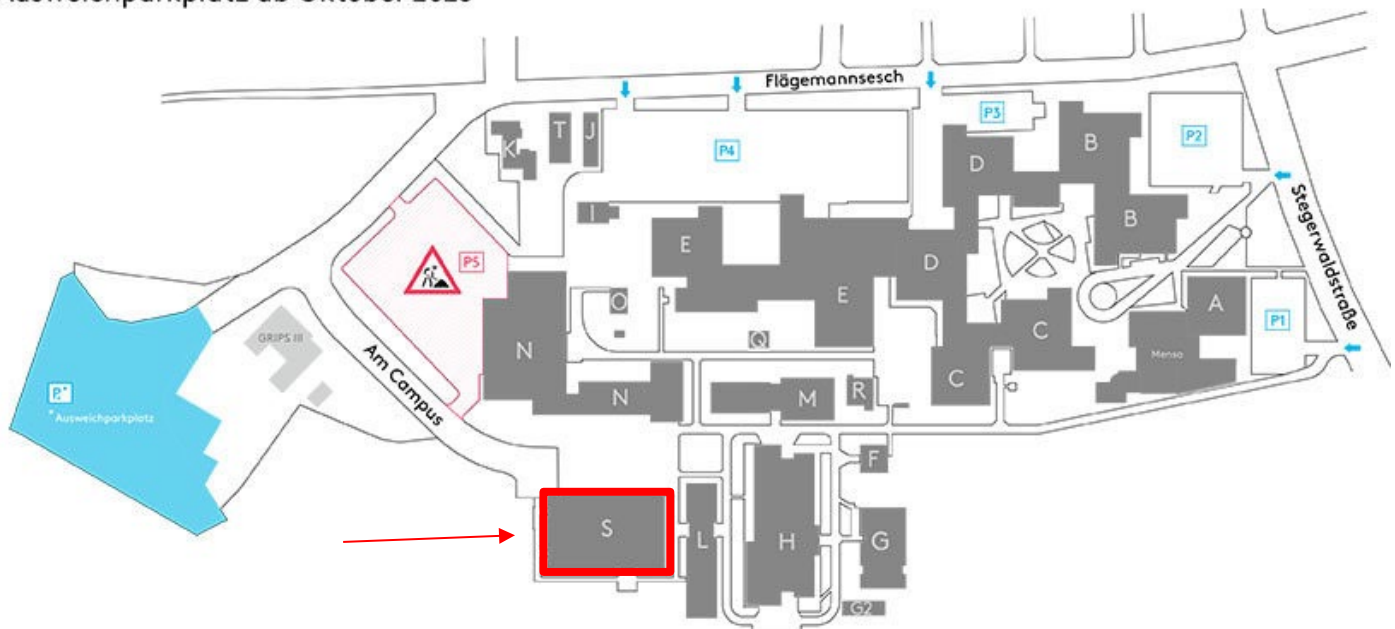 Flägemannsesch
P3
P2
T
J
K
P4
B
D
Stegerwaldstraße
I
B
E
D
P5
A
O
E
P1
GRIPS III
C
Mensa
Q
N
Am Campus
C
N
M
R
P*
*Ausweichparkplatz
F
S
L
H
G
G2